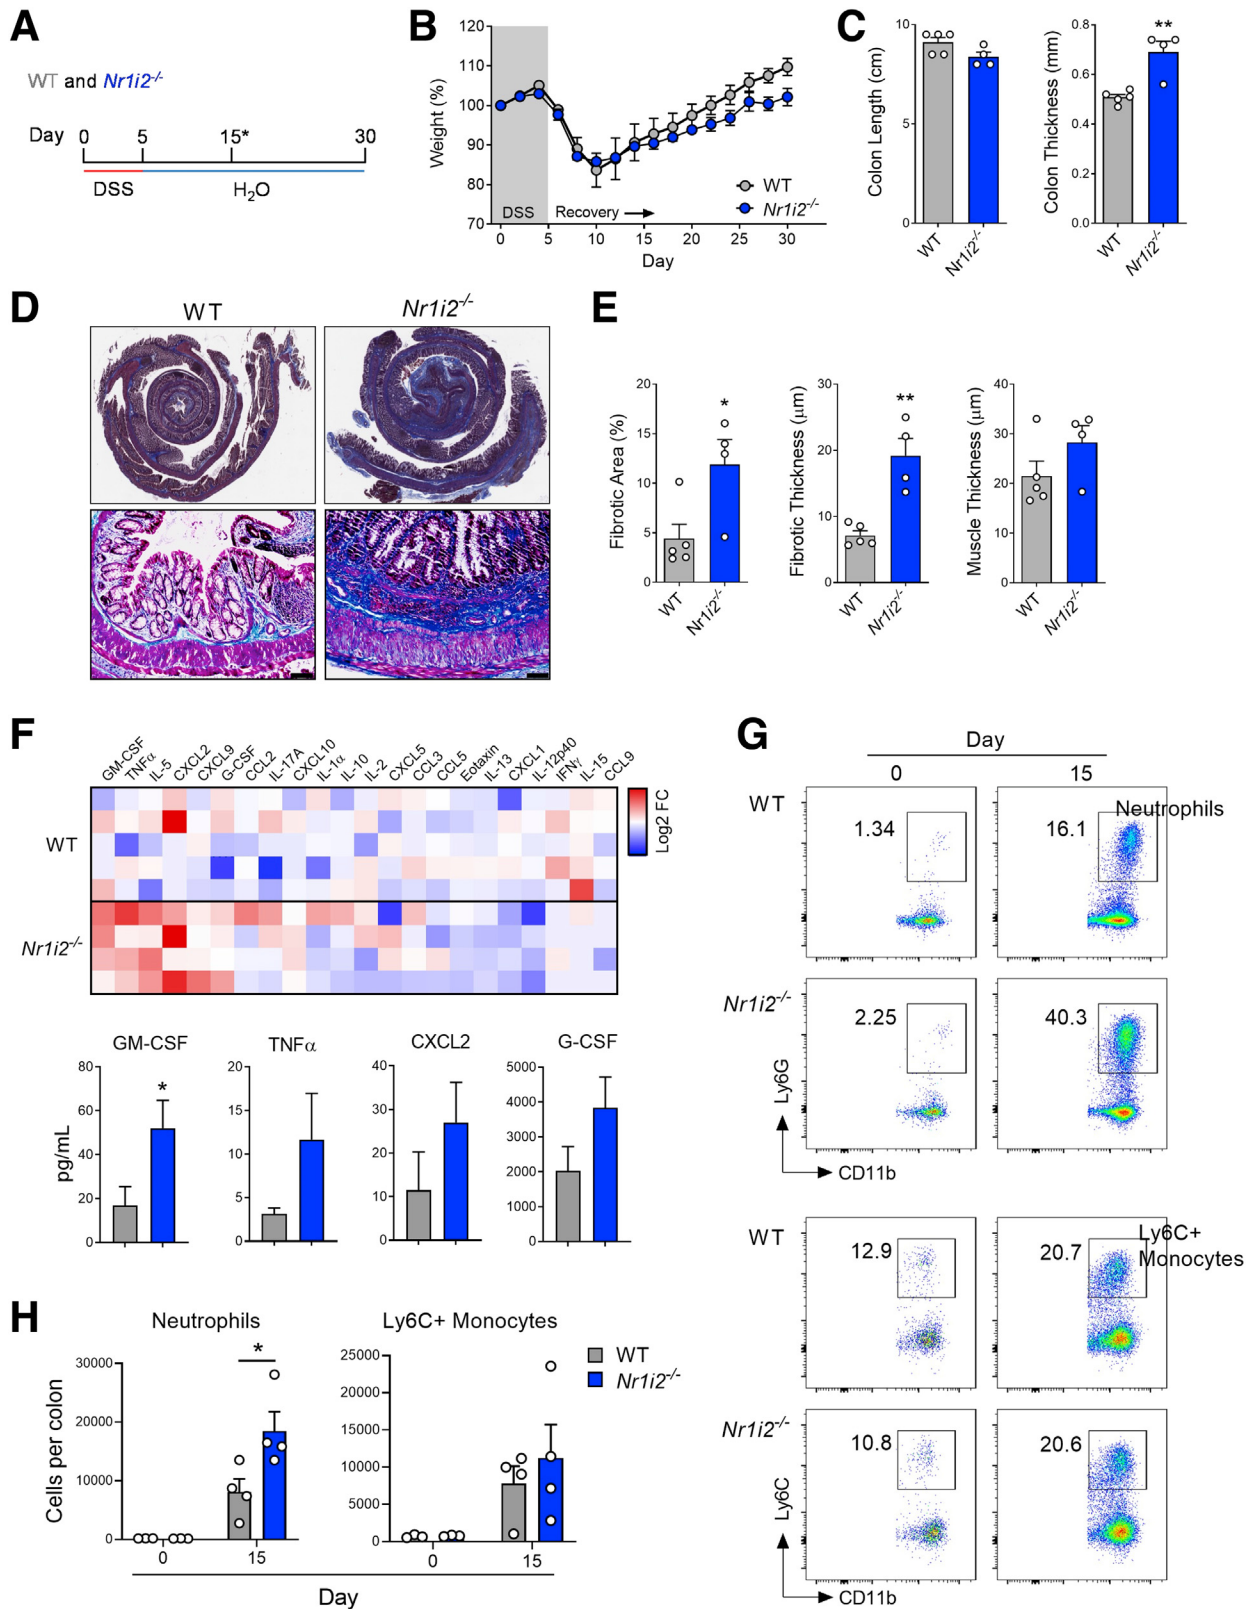 A
WT and Nr1i2-/-
Day 0 5 15* 30
DSS H2O
B
Weight (%)
120
110
100
90
80
70
DSS Recovery
WT
Nr1i2-/-
0 5 10 15 20 25 30
Day
C
Colon Length (cm)
10
5
0
WT Nr1i2-/-
Colon Thickness (mm)
0.8
0.6
0.4
0.2
0.0
**
WT Nr1i2-/-
D
WT Nr1i2-/-
E
Fibrotic Area (%)
20
15
10
5
0
*
WT Nr1i2-/-
Fibrotic Thickness (μm)
30
20
10
0
**
WT Nr1i2-/-
Muscle Thickness (μm)
40
30
20
10
0
WT Nr1i2-/-
F
GM-CSF TNFα IL-5 CXCL2 CXCL9 G-CSF CCL2 IL-17A CXCL10 IL-1α IL-10 IL-2 CXCL5 CCL3 CCL5 Eotaxin IL-13 CXCL1 IL-12p40 IFNγ IL-15 CCL9
WT
Nr1i2-/-
Log2 FC
GM-CSF
pg/mL
80
60
40
20
0
*
TNFα
20
15
10
5
0
CXCL2
40
30
20
10
0
G-CSF
5000
4000
3000
2000
1000
0
G
Day
0 15
WT
1.34
16.1
Neutrophils
Nr1i2-/-
2.25
40.3
Ly6G
CD11b
WT
12.9
20.7
Ly6C+
Monocytes
Nr1i2-/-
10.8
20.6
Ly6C
CD11b
H
Neutrophils
Cells per colon
30000
20000
10000
0
*
0 15
Ly6C+ Monocytes
25000
20000
15000
10000
5000
0
0 15
WT
Nr1i2-/-
Day